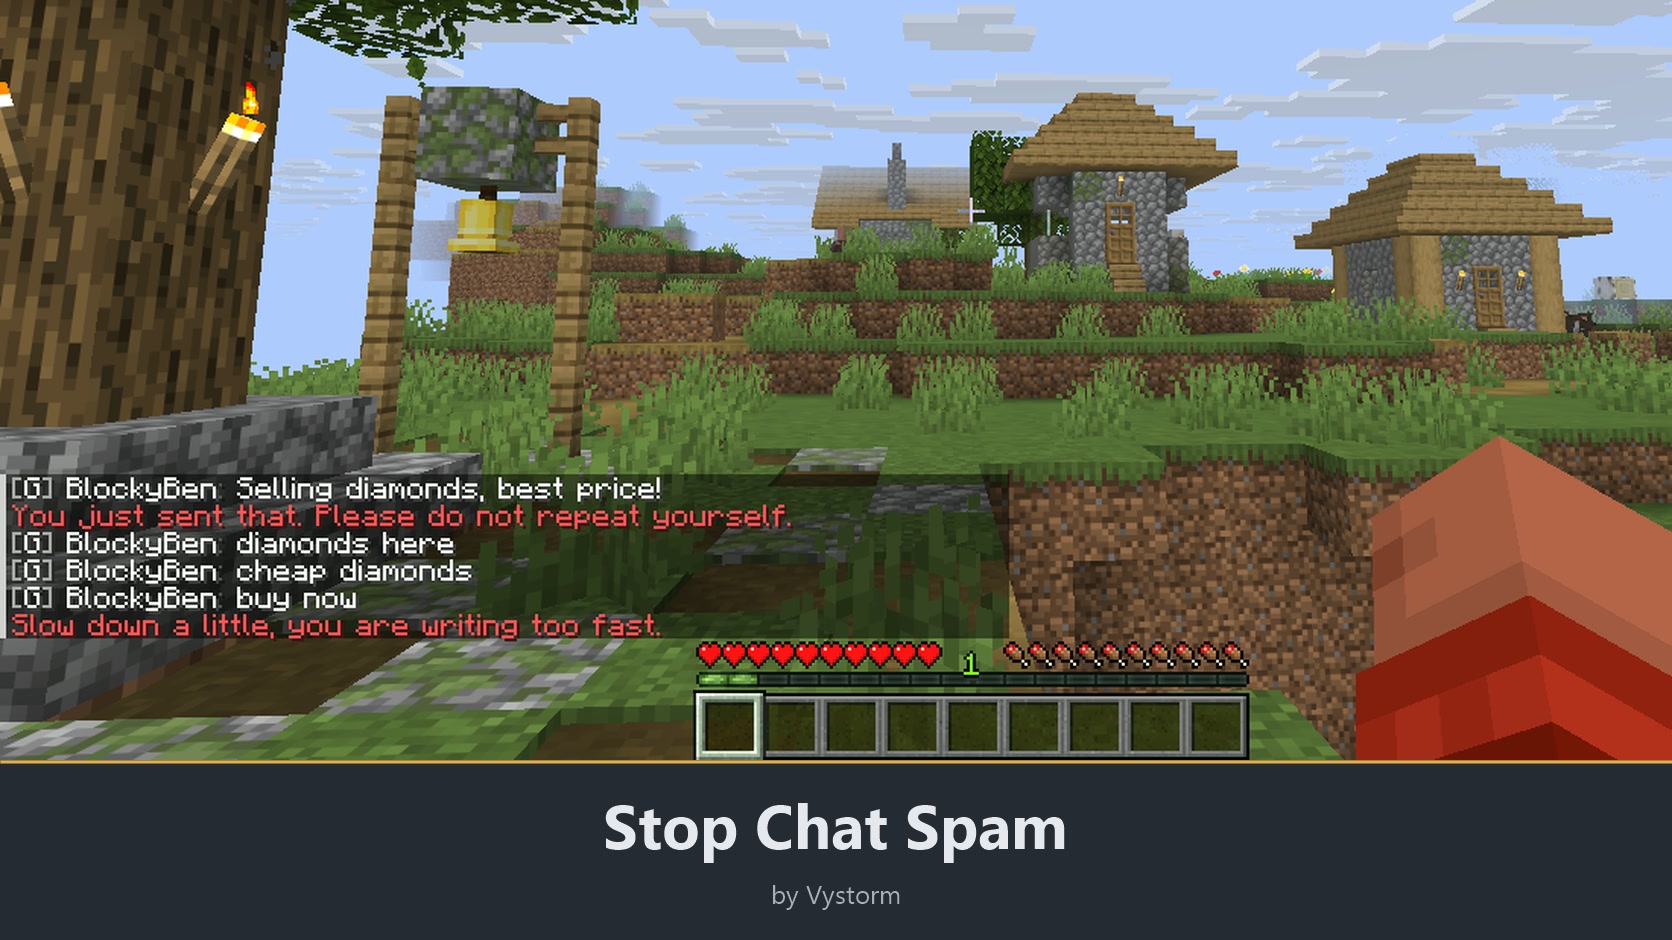 [G] BlockyBen: Selling diamonds, best price!
You just sent that. Please do not repeat yourself.
[G] BlockyBen: diamonds here
[G] BlockyBen: cheap diamonds
[G] BlockyBen: buy now
Slow down a little, you are writing too fast.
1
Stop Chat Spam
by Vystorm